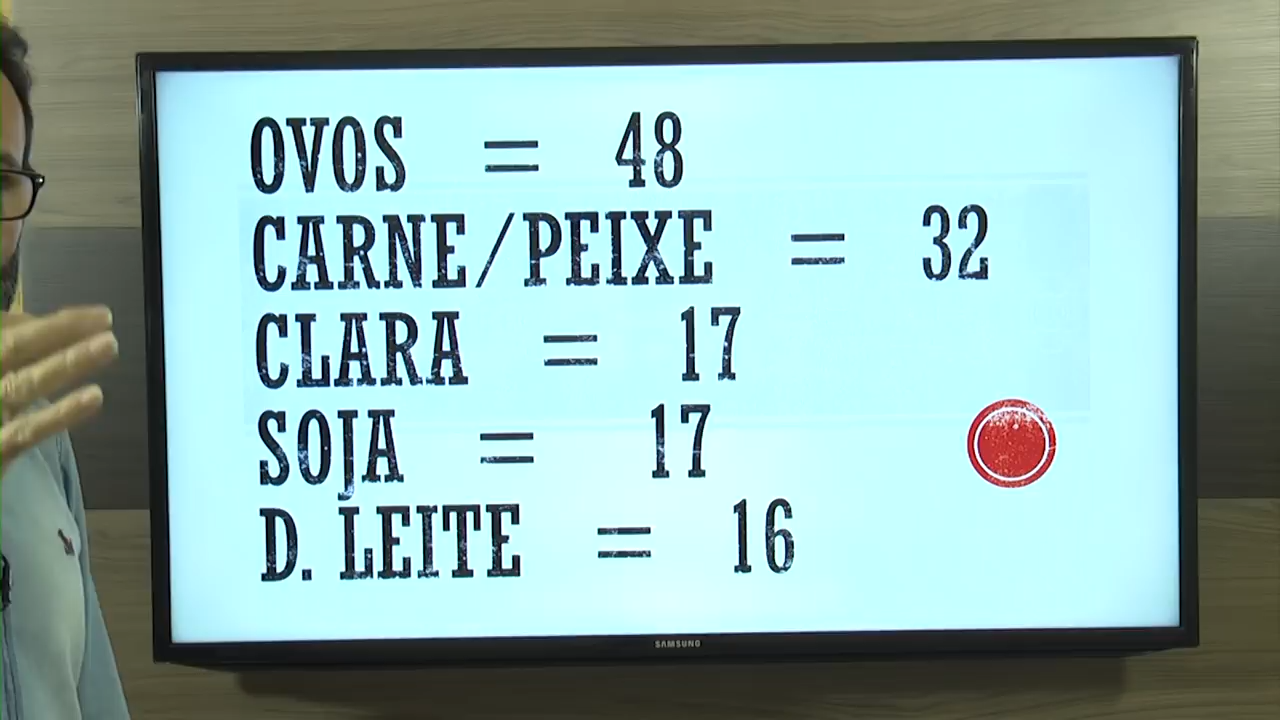 OVOS = 48
CARNE/PEIXE = 32
CLARA = 17
SOJA = 17
D. LEITE = 16
SAMSUNG